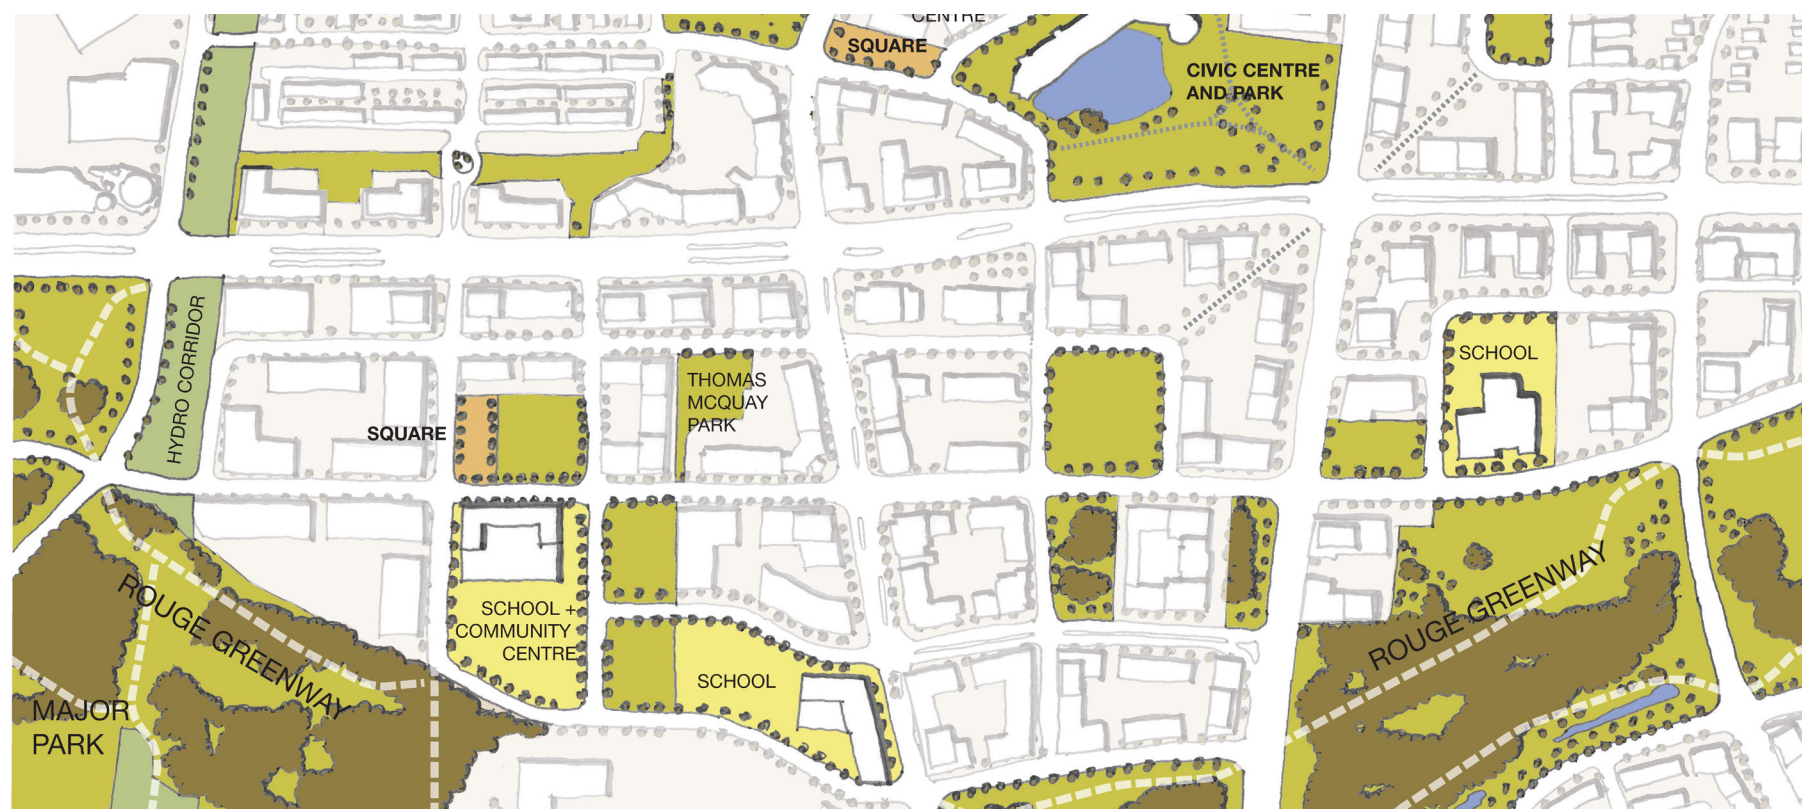 CENTRE
SQUARE
CIVIC CENTRE
AND PARK
HYDRO CORRIDOR
SCHOOL
THOMAS
MCQUAY
PARK
SQUARE
ROUGE GREENWAY
SCHOOL +
COMMUNITY
CENTRE
ROUGE GREENWAY
SCHOOL
MAJOR
PARK